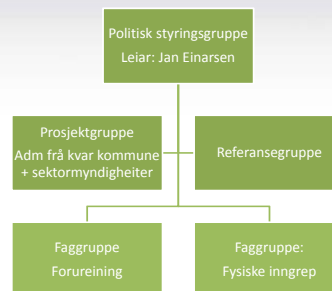 Politisk styringsgruppe
Leiar: Jan Einarsen
Prosjektgruppe
Adm frå kvar kommune
+ sektormyndigheiter
Referansegruppe
Faggruppe
Forureining
Faggruppe:
Fysiske inngrep